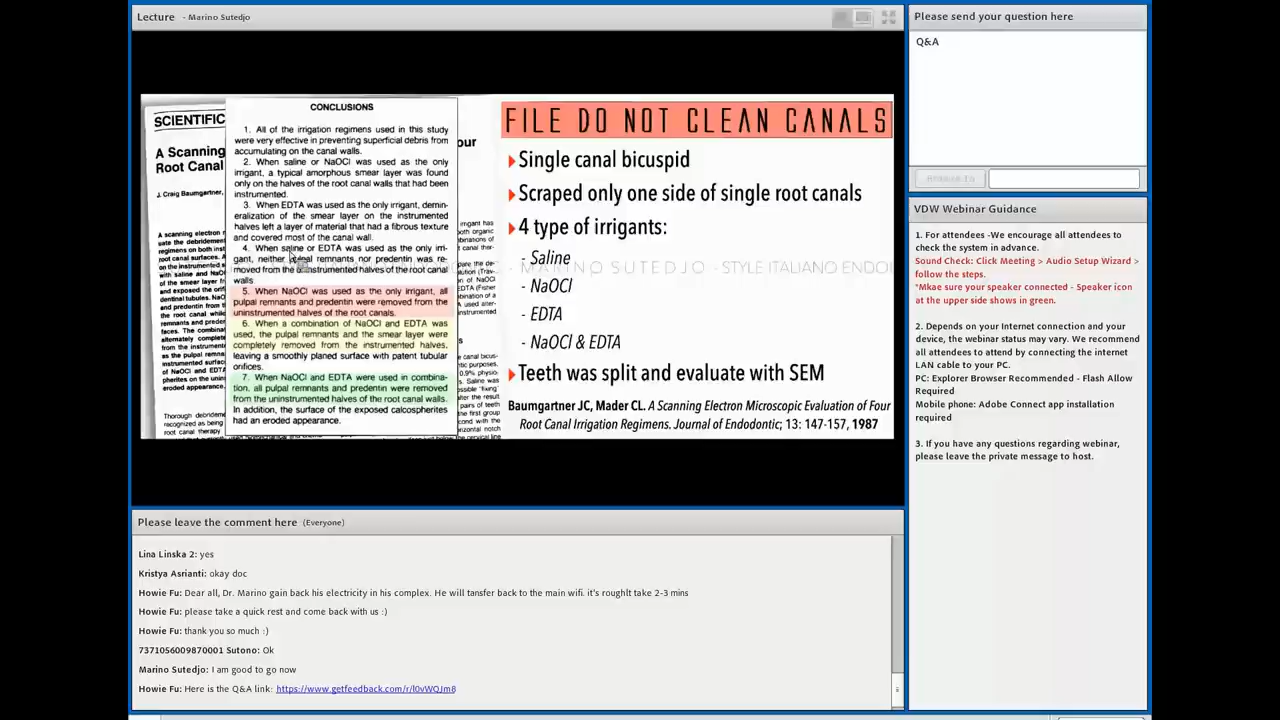 Lecture - Marino Sutedjo
SCIENTIFIC
A Scanning
Root Canal
J. Craig Baumgartner,
CONCLUSIONS
1. All of the irrigation regimens used in this study
were very effective in preventing superficial debris from
accumulating on the canal walls.
2. When saline or NaOCl was used as the only
irrigant, a typical amorphous smear layer was found
only on the halves of the root canal walls that had been
instrumented.
3. When EDTA was used as the only irrigant, demin-
eralization of the smear layer on the instrumented
halves left a layer of material that had a fibrous texture
and covered most of the canal wall.
4. When saline or EDTA was used as the only irri-
gant, neither pulpal remnants nor predentin was re-
moved from the uninstrumented halves of the root canal
walls
5. When NaOCl was used as the only irrigant, all
pulpal remnants and predentin were removed from the
uninstrumented halves of the root canals.
6. When a combination of NaOCl and EDTA was
used, the pulpal remnants and the smear layer were
completely removed from the instrumented halves,
leaving a smoothly planed surface with patent tubular
orifices.
7. When NaOCl and EDTA were used in combina-
tion, all pulpal remnants and predentin were removed
from the uninstrumented halves of the root canal walls.
In addition, the surface of the exposed calcospherites
had an eroded appearance.
our
FILE DO NOT CLEAN CANALS
Single canal bicuspid
Scraped only one side of single root canals
4 type of irrigants:
- Saline
- MARINO SUTEDJO - STYLE ITALIANO ENDO
- NaOCl
- EDTA
- NaOCl & EDTA
Teeth was split and evaluate with SEM
Baumgartner JC, Mader CL. A Scanning Electron Microscopic Evaluation of Four
Root Canal Irrigation Regimens. Journal of Endodontic; 13: 147-157, 1987
Please leave the comment here (Everyone)
Lina Linska 2: yes
Kristya Asrianti: okay doc
Howie Fu: Dear all, Dr. Marino gain back his electricity in his complex. He will tansfer back to the main wifi. it's roughlt take 2-3 mins
Howie Fu: please take a quick rest and come back with us :)
Howie Fu: thank you so much :)
7371056009870001 Sutono: Ok
Marino Sutedjo: I am good to go now
Howie Fu: Here is the Q&A link: https://www.getfeedback.com/r/l0vWQJm8
Please send your question here
Q&A
VDW Webinar Guidance
1. For attendees -We encourage all attendees to
check the system in advance.
Sound Check: Click Meeting > Audio Setup Wizard >
follow the steps.
*Mkae sure your speaker connected - Speaker icon
at the upper side shows in green.
2. Depends on your Internet connection and your
device, the webinar status may vary. We recommend
all attendees to attend by connecting the internet
LAN cable to your PC.
PC: Explorer Browser Recommended - Flash Allow
Required
Mobile phone: Adobe Connect app installation
required
3. If you have any questions regarding webinar,
please leave the private message to host.